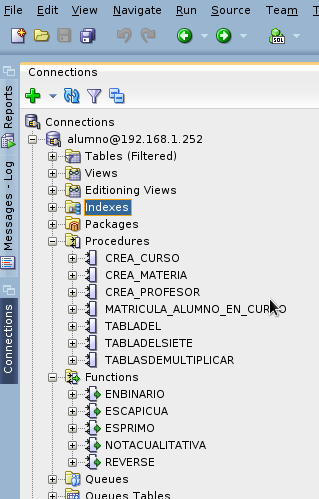 File Edit View Navigate Run Source Team T
Connections
Reports
Messages - Log
Connections
Connections
alumno@192.168.1.252
Tables (Filtered)
Views
Editioning Views
Indexes
Packages
Procedures
CREA_CURSO
CREA_MATERIA
CREA_PROFESOR
MATRICULA_ALUMNO_EN_CURSO
TABLADEL
TABLADELSIETE
TABLASDEMULTIPLICAR
Functions
ENBINARIO
ESCAPICUA
ESPRIMO
NOTACUALITATIVA
REVERSE
Queues
Queues Tables